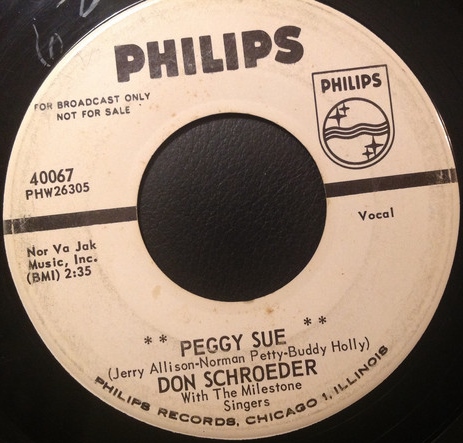 PHILIPS
FOR BROADCAST ONLY
NOT FOR SALE
PHILIPS
40067
PHW26305
Vocal
Nor Va Jak
Music, Inc.
(BMI) 2:35
** PEGGY SUE **
(Jerry Allison-Norman Petty-Buddy Holly)
DON SCHROEDER
With The Milestone
Singers
PHILIPS RECORDS, CHICAGO 1, ILLINOIS